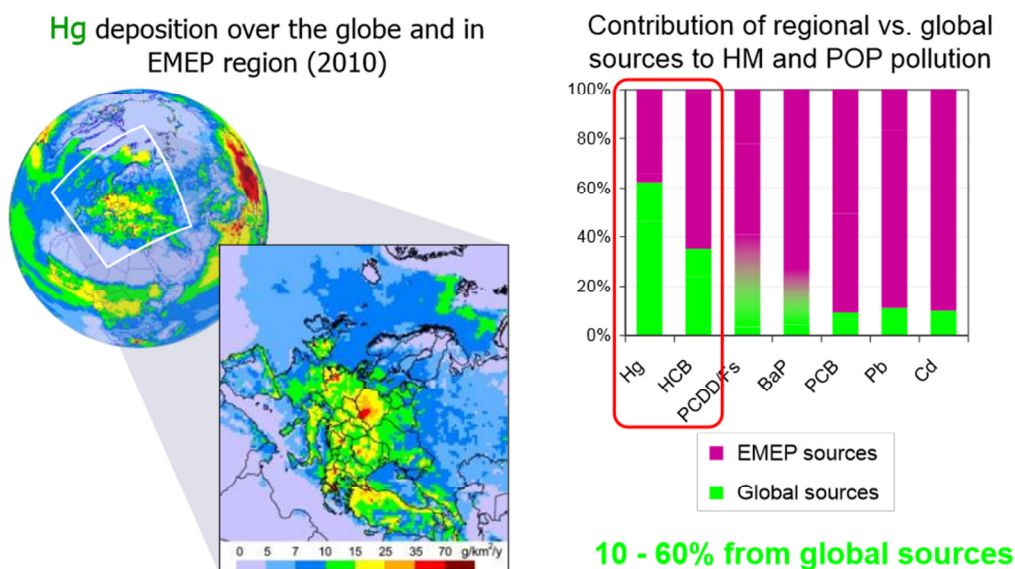 Hg deposition over the globe and in
EMEP region (2010)
0 5 7 10 15 25 35 70 g/km²/y
Contribution of regional vs. global
sources to HM and POP pollution
100%
80%
60%
40%
20%
0%
Hg
HCB
PCDD/Fs
BaP
PCB
Pb
Cd
EMEP sources
Global sources
10 - 60% from global sources